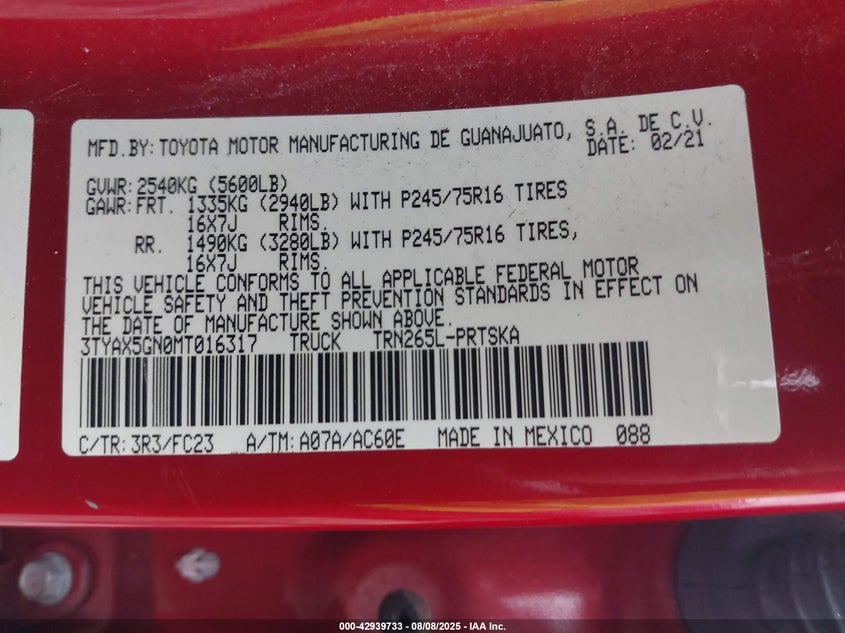 MFD.BY: TOYOTA MOTOR MANUFACTURING DE GUANAJUATO, S.A. DE C.V.
DATE: 02/21
GVWR: 2540KG (5600LB)
GAWR: FRT. 1335KG (2940LB) WITH P245/75R16 TIRES
16X7J RIMS.
RR. 1490KG (3280LB) WITH P245/75R16 TIRES,
16X7J RIMS.
THIS VEHICLE CONFORMS TO ALL APPLICABLE FEDERAL MOTOR
VEHICLE SAFETY AND THEFT PREVENTION STANDARDS IN EFFECT ON
THE DATE OF MANUFACTURE SHOWN ABOVE.
3TYAX5GN0MT016317 TRUCK TRN265L-PRTSKA
C/TR: 3R3/FC23 A/TM: A07A/AC60E MADE IN MEXICO 088
000-42939733 - 08/08/2025 - IAA Inc.